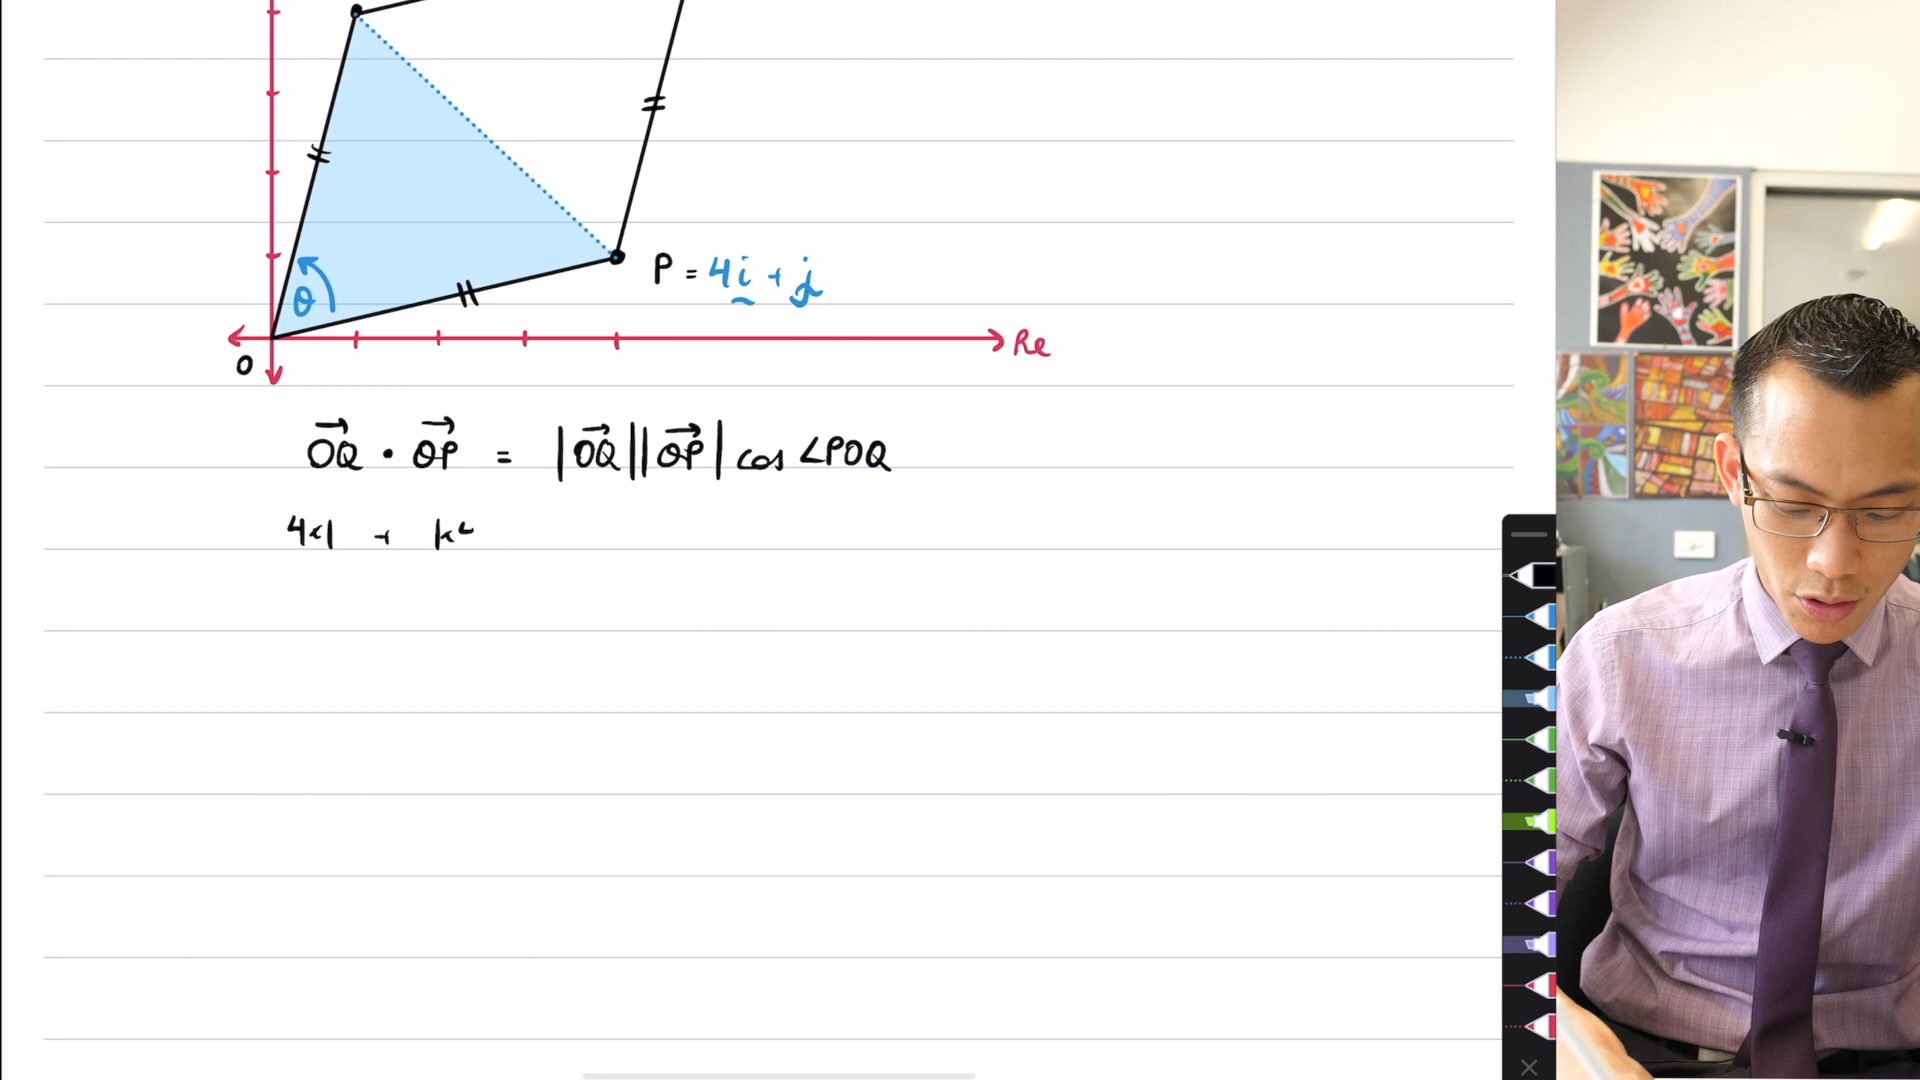 θ
P = 4i + j
O
Re
OQ · OP = |OQ||OP| cos ∠POQ
4×1 +